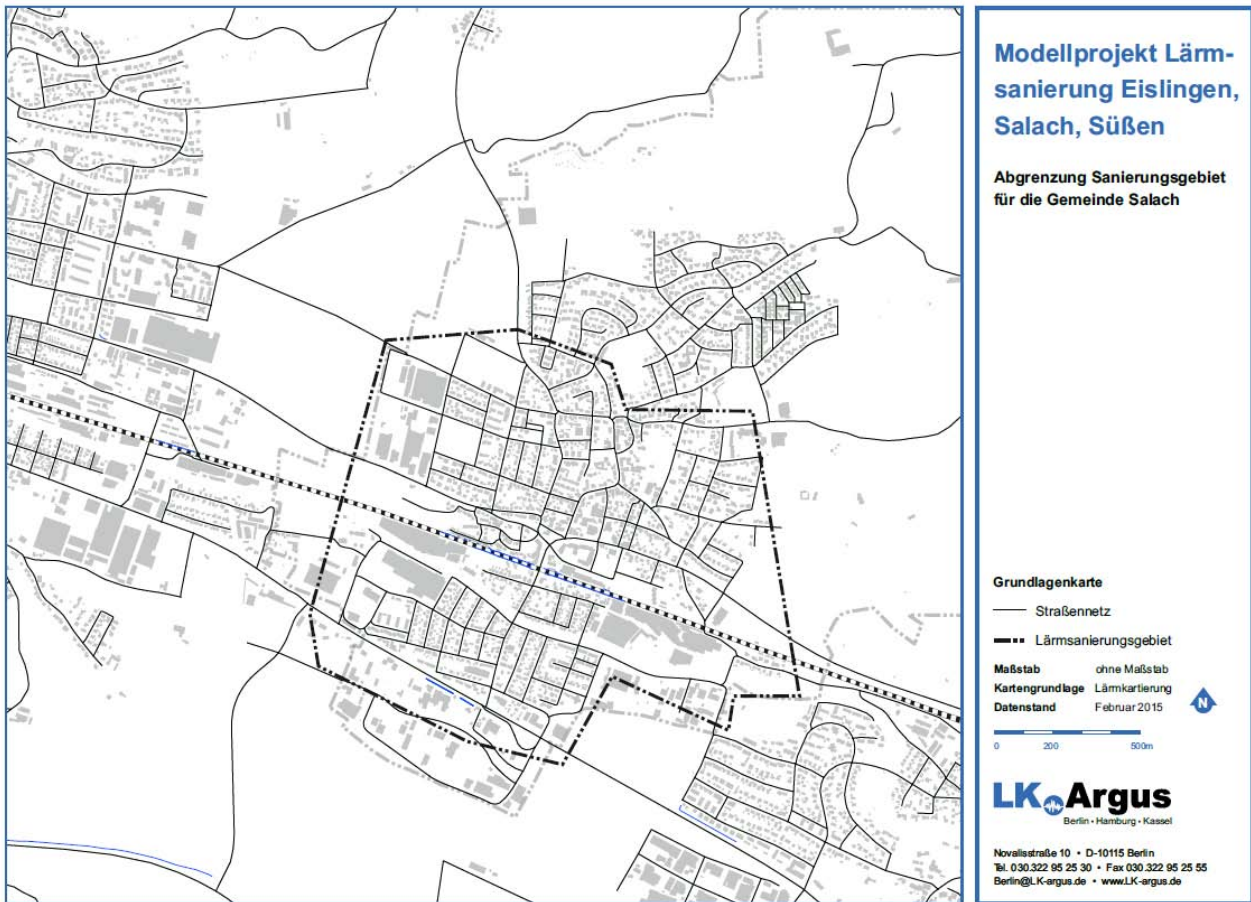 Modellprojekt Lärm-
sanierung Eislingen,
Salach, Süßen
Abgrenzung Sanierungsgebiet
für die Gemeinde Salach
Grundlagenkarte
Straßennetz
Lärmsanierungsgebiet
Maßstab ohne Maßstab
Kartengrundlage Lärmkartierung
Datenstand Februar 2015
N
0 200 500m
LK Argus
Berlin • Hamburg • Kassel
Novalisstraße 10 • D-10115 Berlin
Tel. 030.322 95 25 30 • Fax 030.322 95 25 55
Berlin@LK-argus.de • www.LK-argus.de